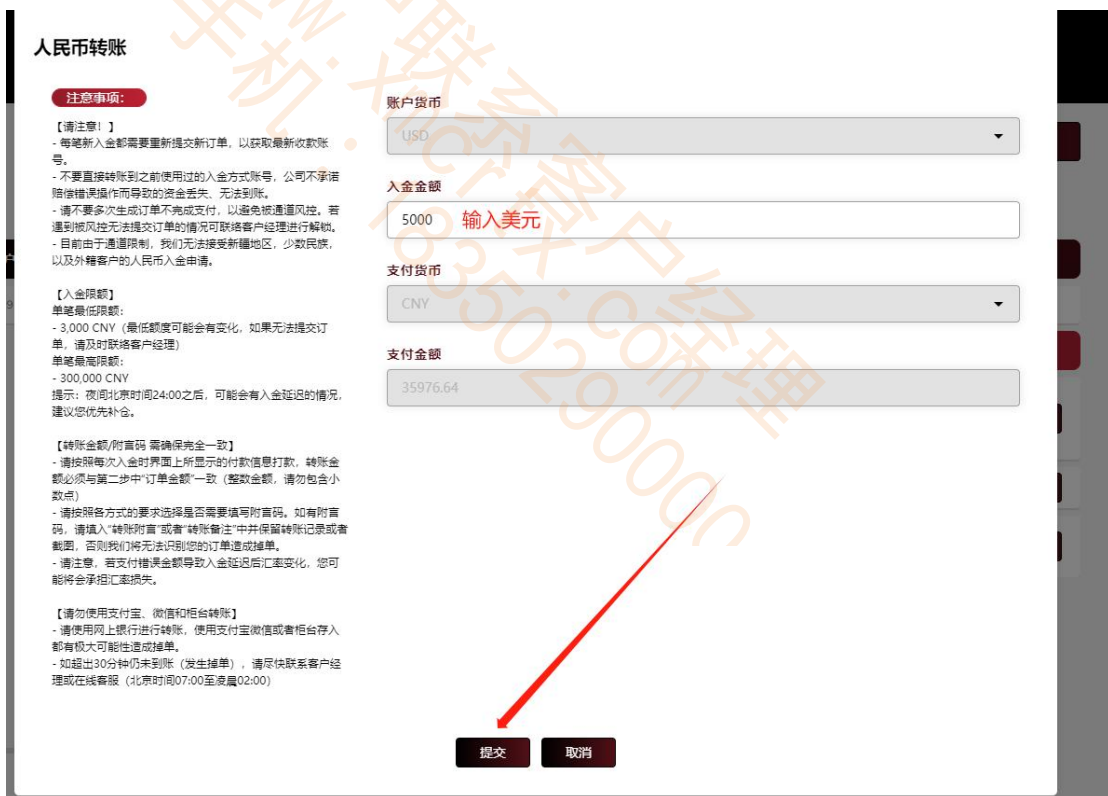 人民币转账
注意事项:
【请注意！】
- 每笔新入金都需要重新提交新订单，以获取最新收款账
号。
- 不要直接转账到之前使用过的入金方式账号，公司不承诺
赔偿错误操作而导致的资金丢失、无法到账。
- 请不要多次生成订单不完成支付，以避免被通道风控。若
遇到被风控无法提交订单的情况可联络客户经理进行解锁。
- 目前由于通道限制，我们无法接受新疆地区，少数民族，
以及外籍客户的人民币入金申请。
【入金限额】
单笔最低限额:
- 3,000 CNY（最低额度可能会有变化，如果无法提交订
单，请及时联络客户经理）
单笔最高限额:
- 300,000 CNY
提示：夜间北京时间24:00之后，可能会有入金延迟的情况，
建议您优先补仓。
【转账金额/附言码 需确保完全一致】
- 请按照每次入金时界面上所显示的付款信息打款，转账金
额必须与第二步中“订单金额”一致（整数金额，请勿包含小
数点）
- 请按照各方式的要求选择是否需要填写附言码。如有附言
码，请填入“转账附言”或者“转账备注”中并保留转账记录或者
截图，否则我们将无法识别您的订单造成掉单。
- 请注意，若支付错误金额导致入金延迟后汇率变化，您可
能将会承担汇率损失。
【请勿使用支付宝、微信和柜台转账】
- 请使用网上银行进行转账，使用支付宝微信或者柜台存入
都有极大可能性造成掉单。
- 如超出30分钟仍未到账（发生掉单），请尽快联系客户经
理或在线客服（北京时间07:00至凌晨02:00）
账户货币
USD
入金金额
5000 输入美元
支付货币
CNY
支付金额
35976.64
提交 取消
联系客户经理
.xncrfx.com
手机:18350290000